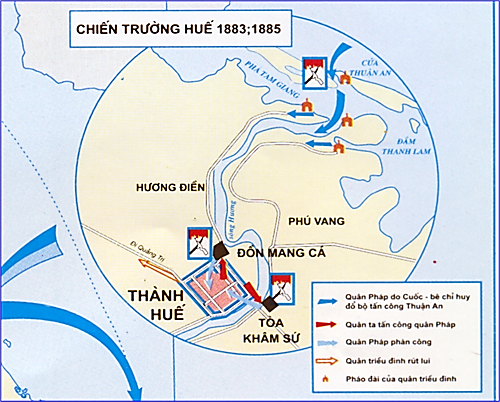 CHIẾN TRƯỜNG HUẾ 1883;1885
CỬA
THUẬN AN
PHÁ TAM GIANG
ĐẦM
THANH LAM
HƯƠNG ĐIỀN
Sông Hương
PHÚ VANG
Đi Quảng Trị
ĐỒN MANG CÁ
THÀNH
HUẾ
TÒA
KHÂM SỨ
Quân Pháp do Cuốc - bê chỉ huy
đổ bộ tấn công Thuận An
Quân ta tấn công quân Pháp
Quân Pháp phản công
Quân triều đình rút lui
Pháo đài của quân triều đình